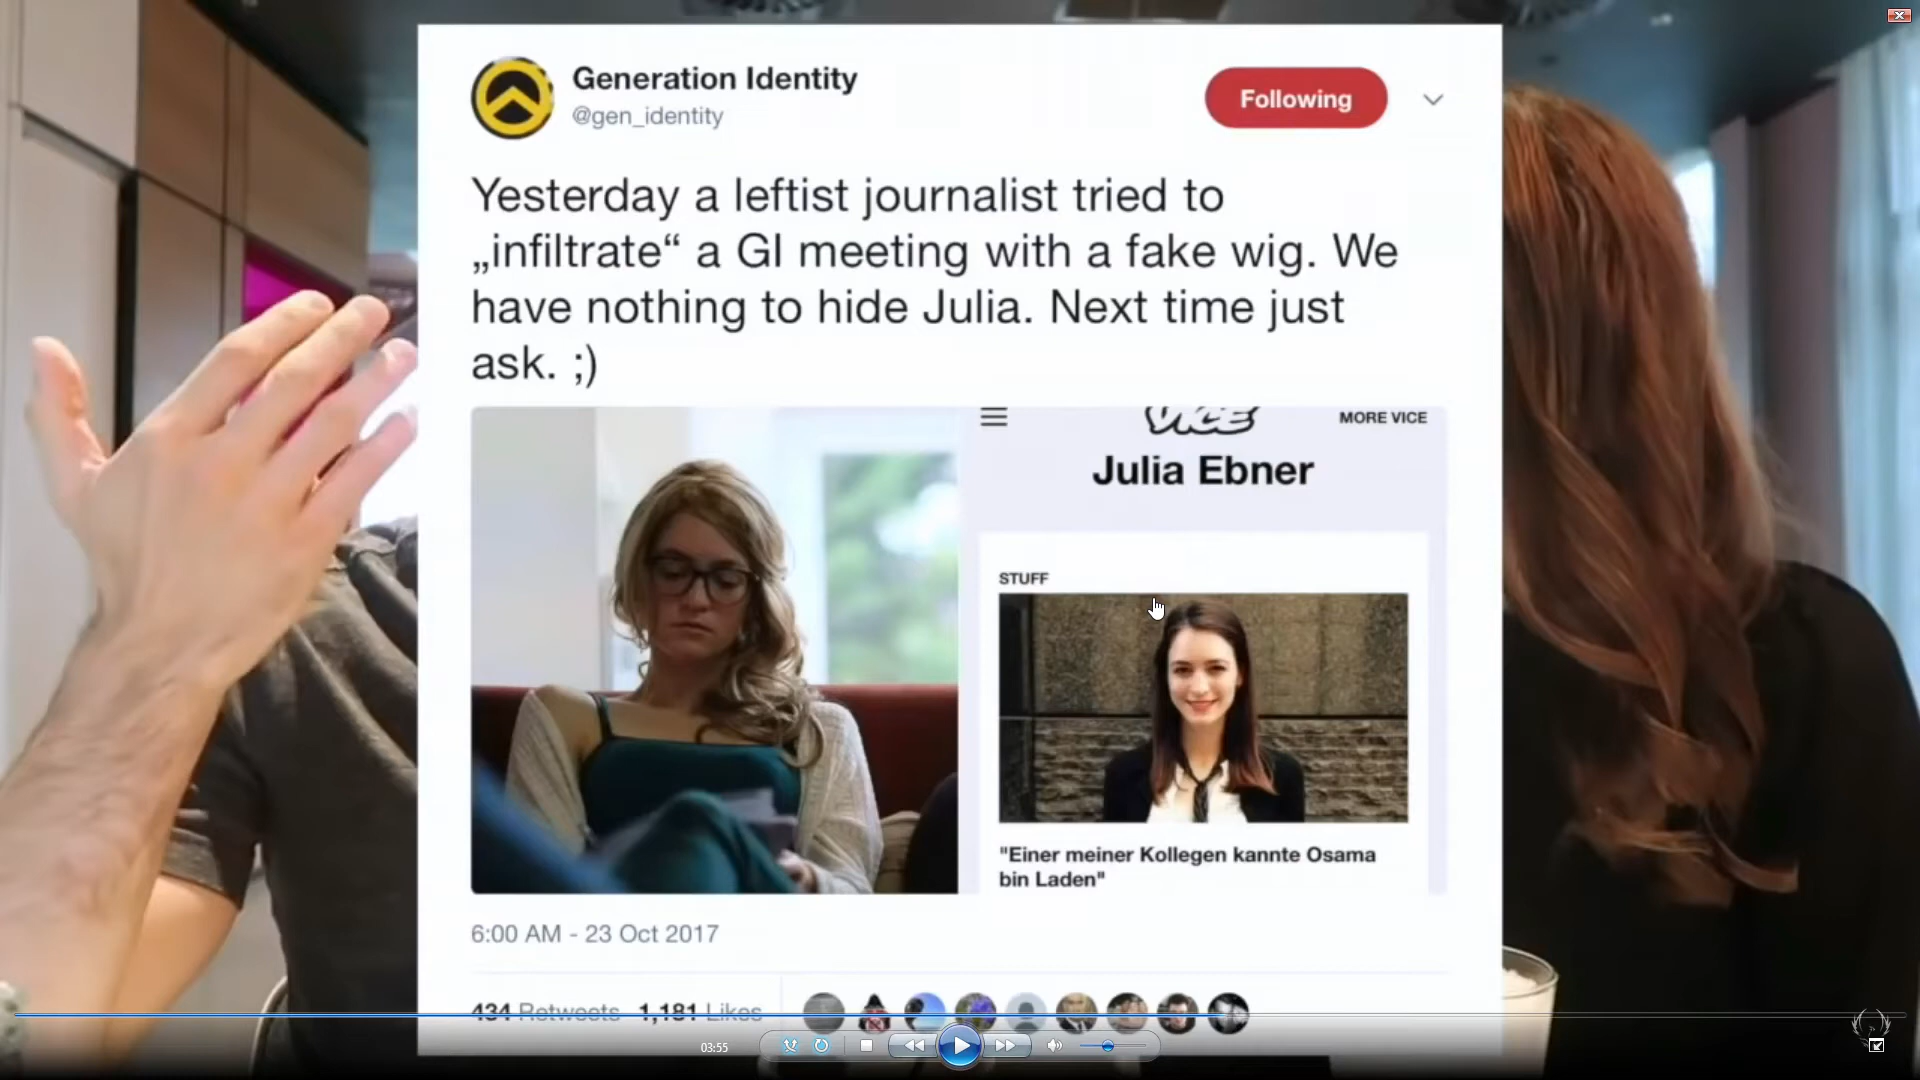 Generation Identity
@gen_identity
Following
Yesterday a leftist journalist tried to
„infiltrate“ a GI meeting with a fake wig. We
have nothing to hide Julia. Next time just
ask. ;)
VICE
MORE VICE
Julia Ebner
STUFF
"Einer meiner Kollegen kannte Osama
bin Laden"
6:00 AM - 23 Oct 2017
434 Retweets 1,181 Likes
03:55